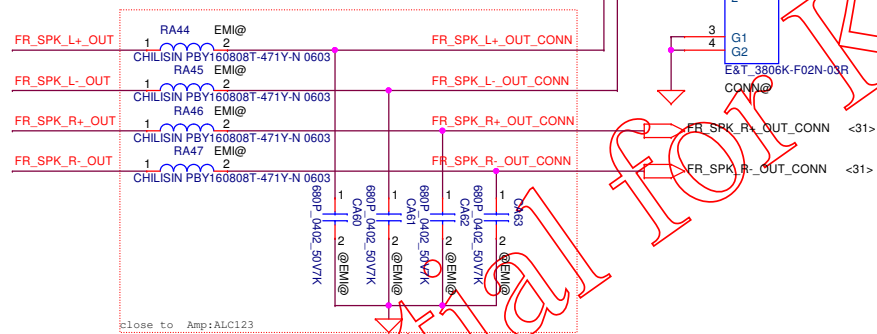 RA44 EMI@
FR_SPK_L+_OUT 1 2 FR_SPK_L+_OUT_CONN
CHILISIN PBY160808T-471Y-N 0603
RA45 EMI@
FR_SPK_L-_OUT 1 2 FR_SPK_L-_OUT_CONN
CHILISIN PBY160808T-471Y-N 0603
RA46 EMI@
FR_SPK_R+_OUT 1 2 FR_SPK_R+_OUT_CONN
CHILISIN PBY160808T-471Y-N 0603
RA47 EMI@
FR_SPK_R-_OUT 1 2 FR_SPK_R-_OUT_CONN
CHILISIN PBY160808T-471Y-N 0603
3 G1
4 G2
E&T_3806K-F02N-03R
CONN@
FR_SPK_R+_OUT_CONN <31>
FR_SPK_R-_OUT_CONN <31>
680P_0402_50V7K
CA60
1
2
@EMI@
680P_0402_50V7K
CA61
1
2
@EMI@
680P_0402_50V7K
CA62
1
2
@EMI@
680P_0402_50V7K
CA63
1
2
@EMI@
close to Amp:ALC123
tial for